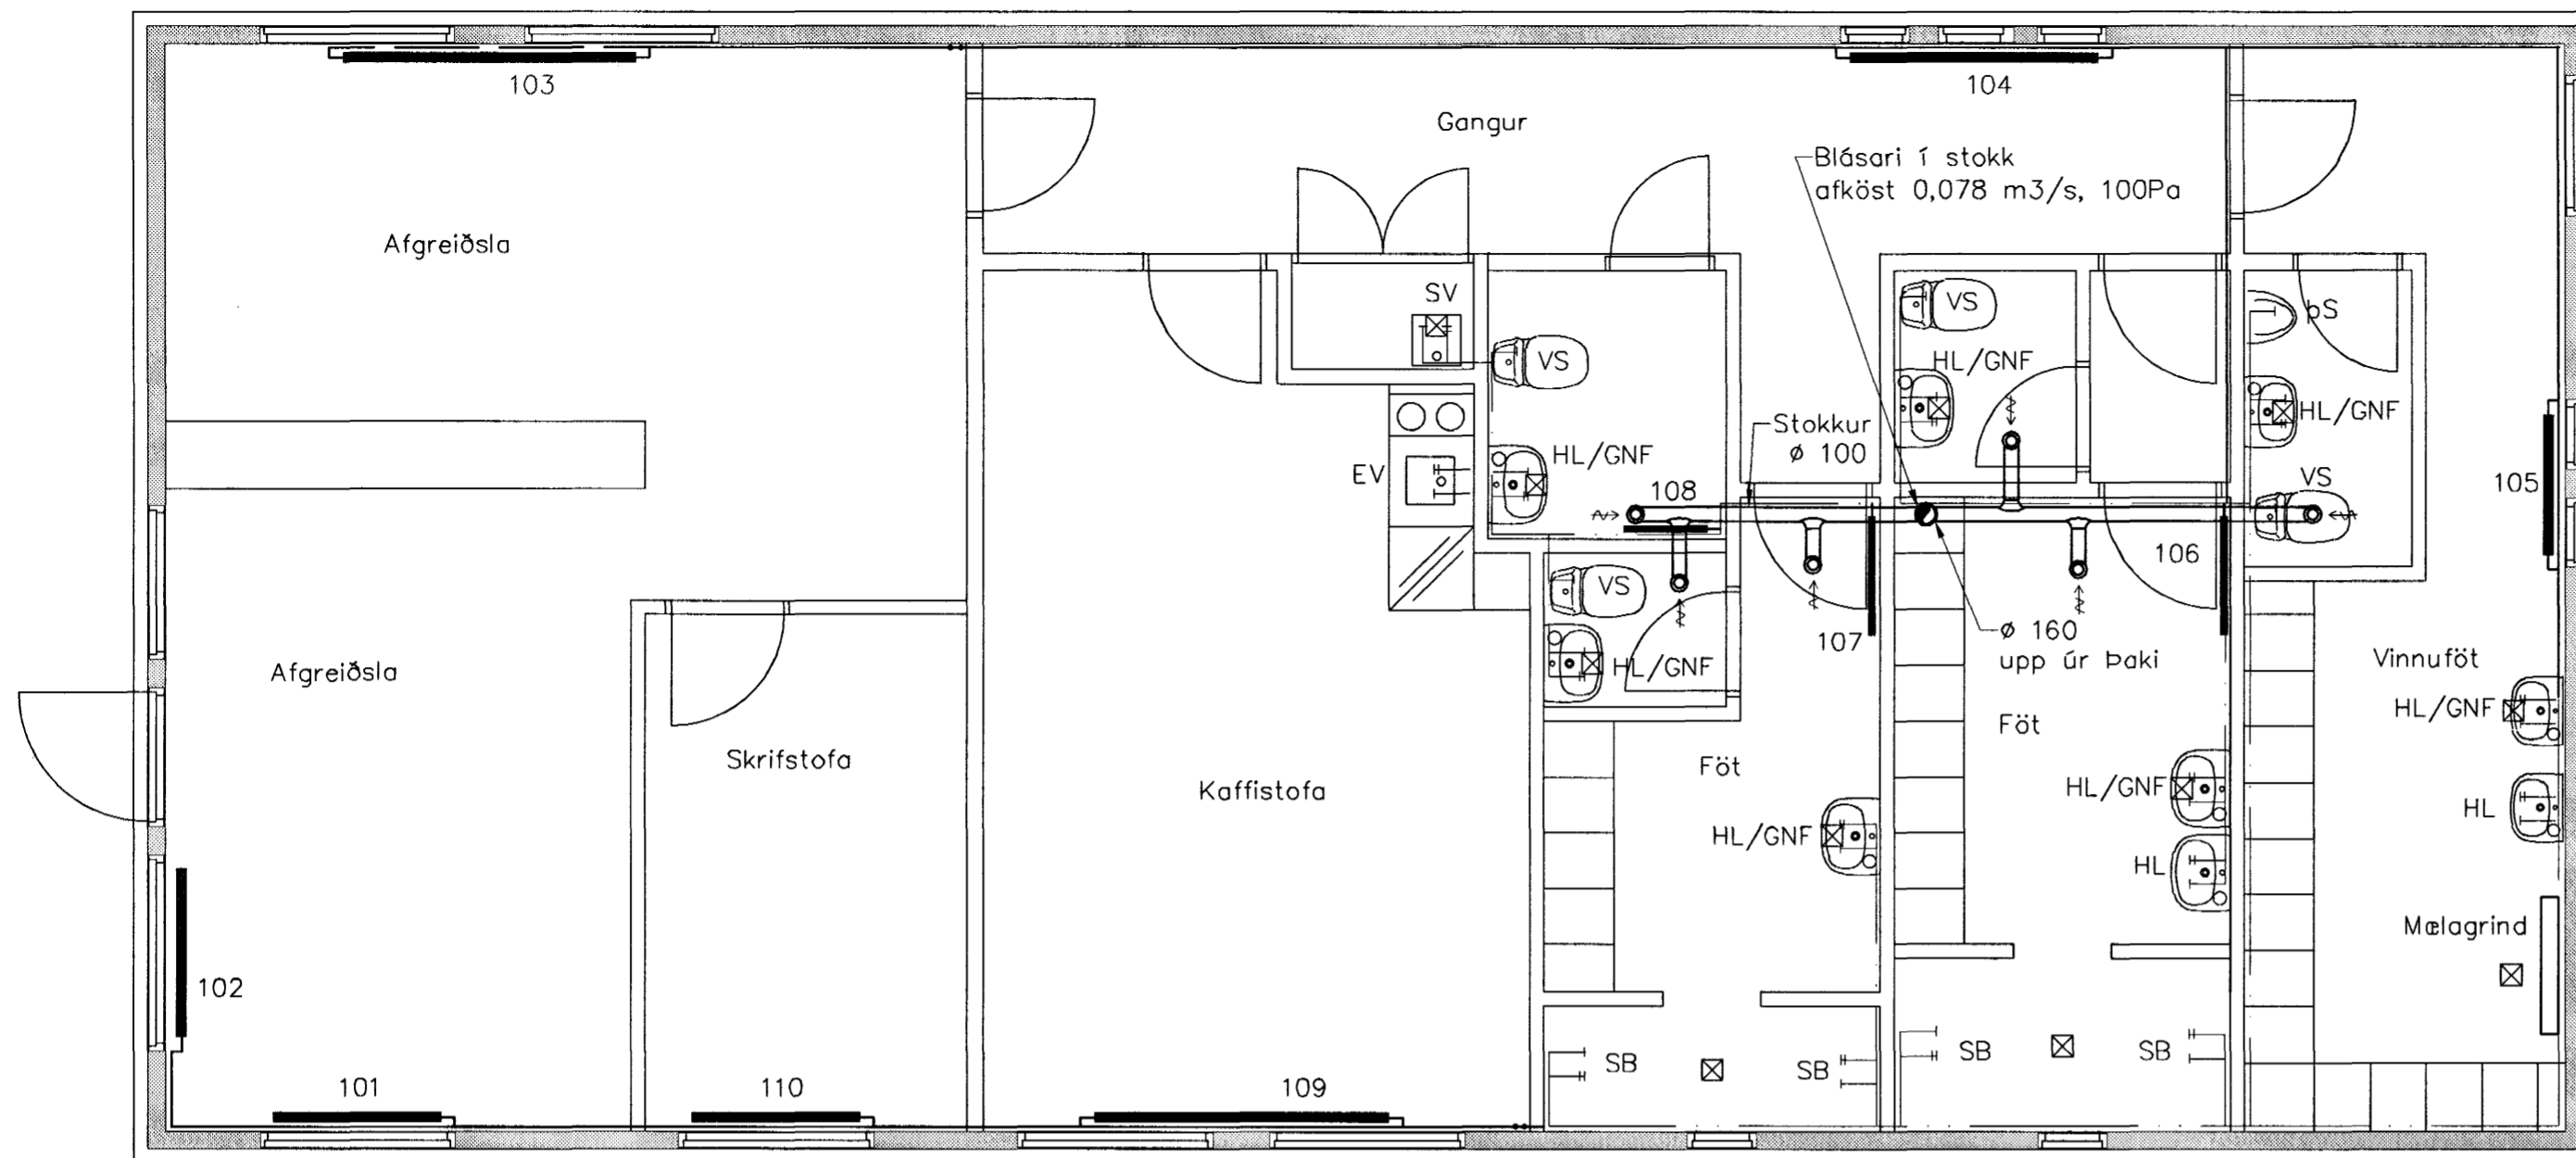 103
104
Gangur
Blásari í stokk
afköst 0,078 m3/s, 100Pa
Afgreiðsla
SV
VS
þS
VS
HL/GNF
HL/GNF
Stokkur
ø 100
HL/GNF
EV
VS
108
105
106
VS
107
ø 160
upp úr Þaki
HL/GNF
Afgreiðsla
Vinnuföt
HL/GNF
Föt
Skrifstofa
Föt
Kaffistofa
HL/GNF
HL
HL/GNF
HL
Mælagrind
102
SB
SB
SB
SB
101
110
109